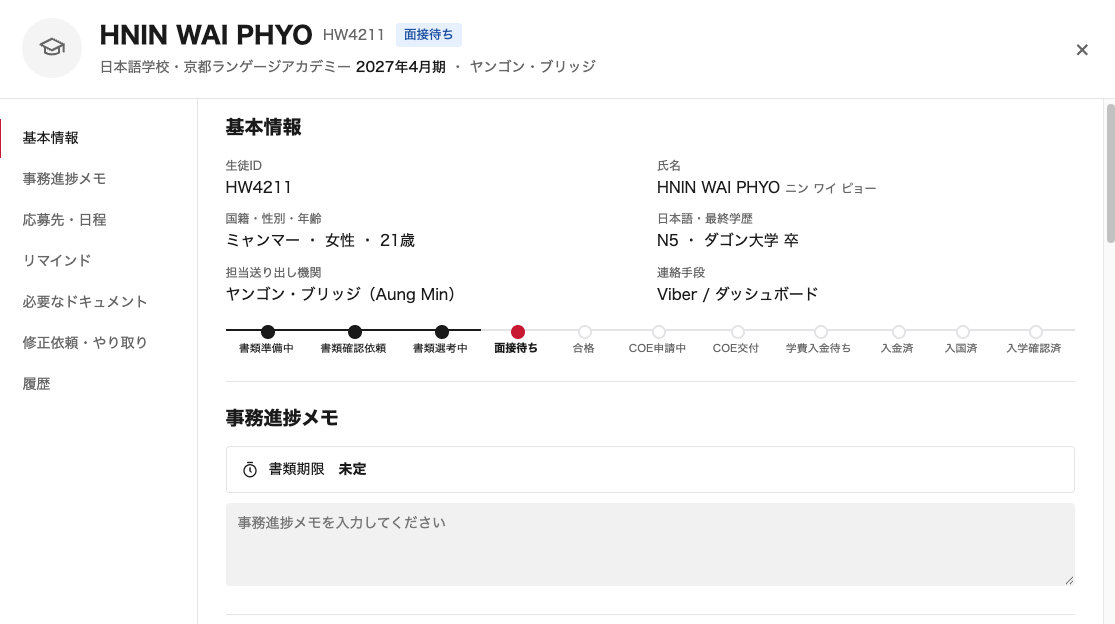 HNIN WAI PHYO HW4211 面接待ち
日本語学校・京都ランゲージアカデミー 2027年4月期 ・ ヤンゴン・ブリッジ
基本情報
事務進捗メモ
応募先・日程
リマインド
必要なドキュメント
修正依頼・やり取り
履歴
基本情報
生徒ID
HW4211
氏名
HNIN WAI PHYO ニン ワイ ピョー
国籍・性別・年齢
ミャンマー ・ 女性 ・ 21歳
日本語・最終学歴
N5 ・ ダゴン大学 卒
担当送り出し機関
ヤンゴン・ブリッジ（Aung Min）
連絡手段
Viber / ダッシュボード
書類準備中 書類確認依頼 書類選考中 面接待ち 合格 COE申請中 COE交付 学費入金待ち 入金済 入国済 入学確認済
事務進捗メモ
書類期限 未定
事務進捗メモを入力してください